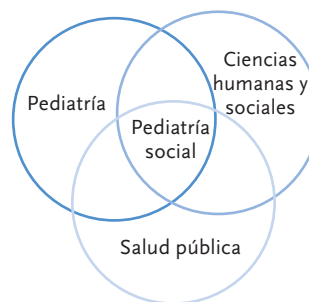 Ciencias
humanas y
sociales
Pediatría
Pediatría
social
Salud pública